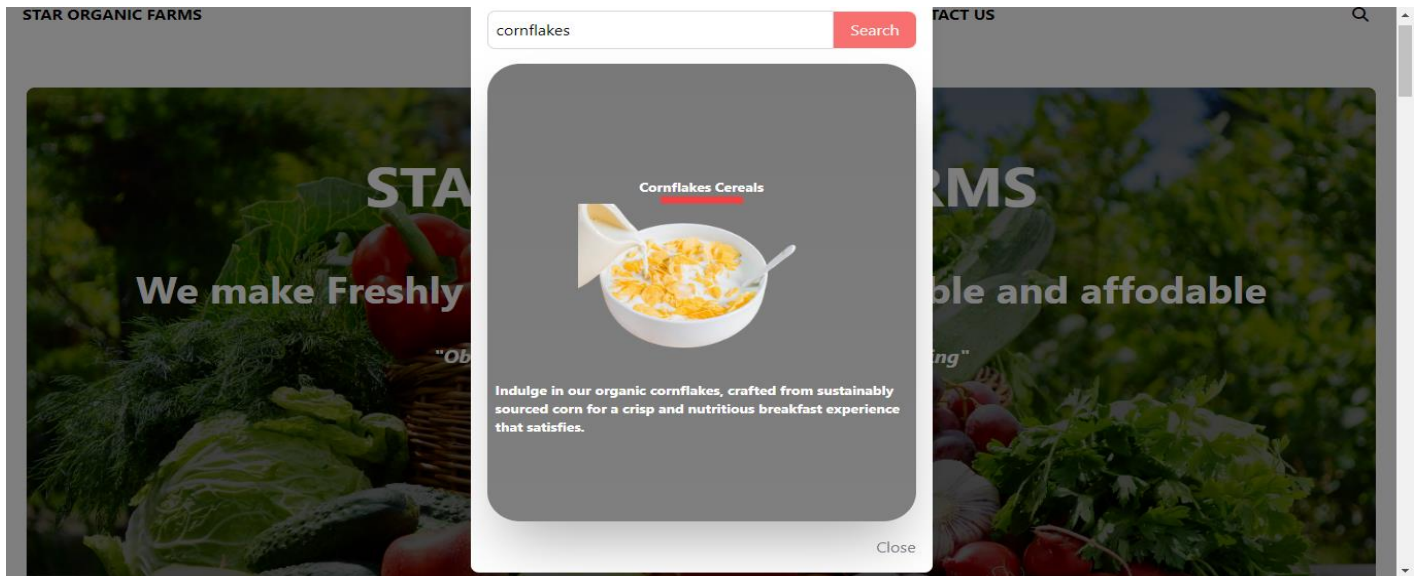 STAR ORGANIC FARMS
TACT US
cornflakes
Search
STA
RMS
Cornflakes Cereals
We make Freshly
ble and affodable
"Ob
ng"
Indulge in our organic cornflakes, crafted from sustainably
sourced corn for a crisp and nutritious breakfast experience
that satisfies.
Close